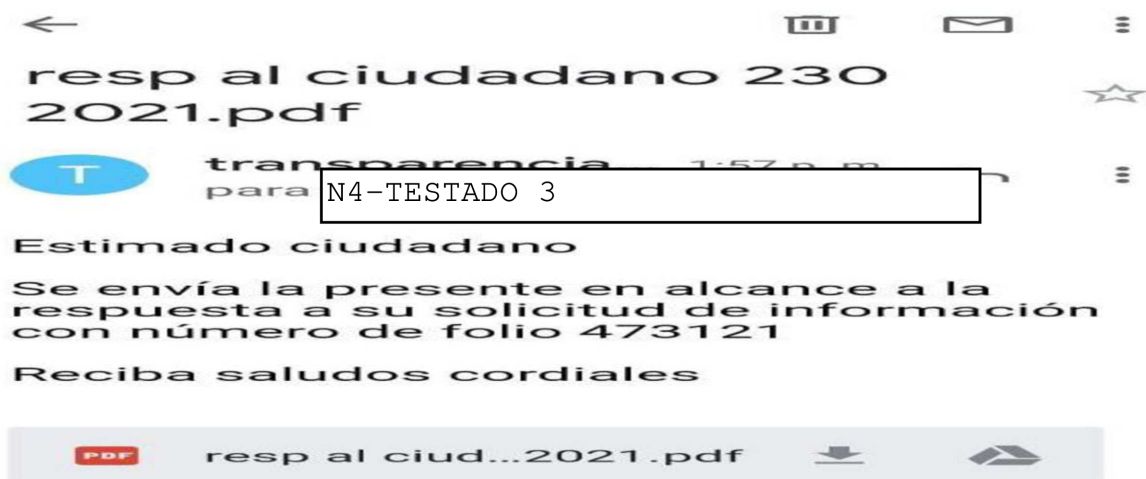 resp al ciudadano 230
2021.pdf
T
transparencia... 1:57 p. m.
para
N4-TESTADO 3
Estimado ciudadano
Se envía la presente en alcance a la
respuesta a su solicitud de información
con número de folio 473121
Reciba saludos cordiales
PDF resp al ciud...2021.pdf